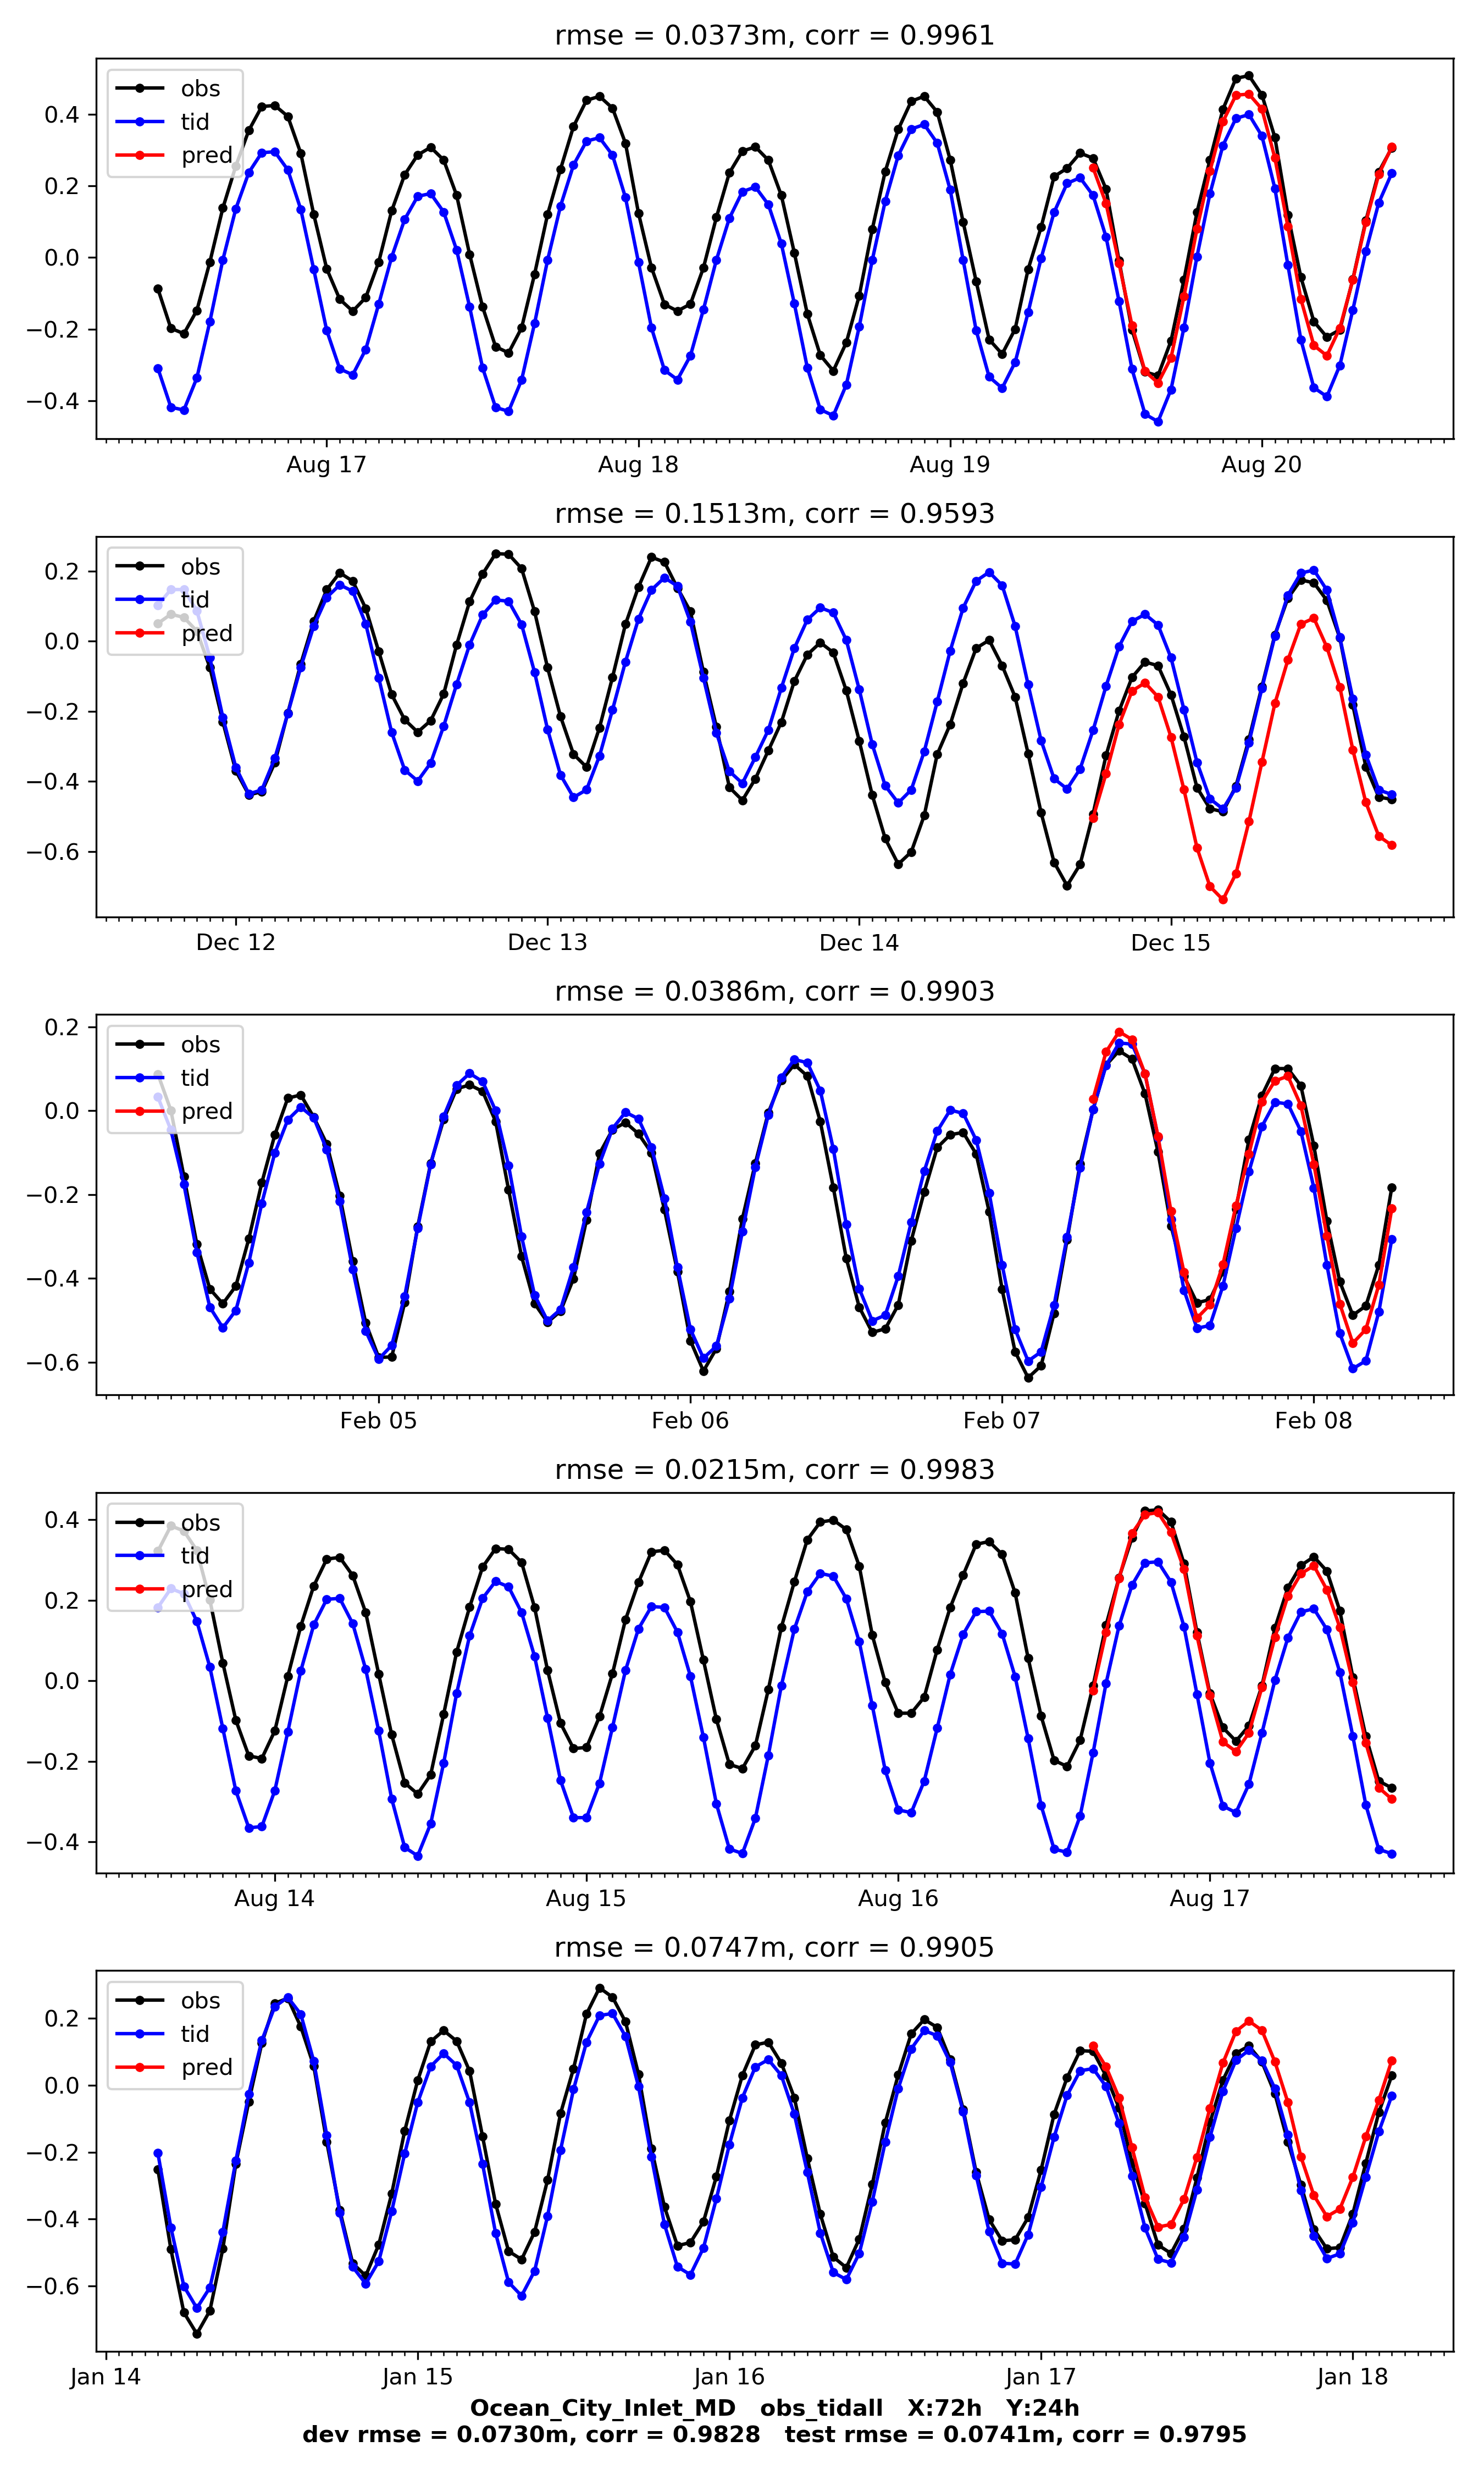 rmse = 0.0373m, corr = 0.9961
obs
tid
pred
0.4
0.2
0.0
−0.2
−0.4
Aug 17 Aug 18 Aug 19 Aug 20
rmse = 0.1513m, corr = 0.9593
obs
tid
pred
0.2
0.0
−0.2
−0.4
−0.6
Dec 12 Dec 13 Dec 14 Dec 15
rmse = 0.0386m, corr = 0.9903
obs
tid
pred
0.2
0.0
−0.2
−0.4
−0.6
Feb 05 Feb 06 Feb 07 Feb 08
rmse = 0.0215m, corr = 0.9983
obs
tid
pred
0.4
0.2
0.0
−0.2
−0.4
Aug 14 Aug 15 Aug 16 Aug 17
rmse = 0.0747m, corr = 0.9905
obs
tid
pred
0.2
0.0
−0.2
−0.4
−0.6
Jan 14 Jan 15 Jan 16 Jan 17 Jan 18
Ocean_City_Inlet_MD obs_tidall X:72h Y:24h
dev rmse = 0.0730m, corr = 0.9828 test rmse = 0.0741m, corr = 0.9795